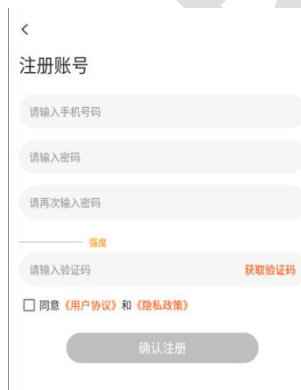 注册账号
请输入手机号码
请输入密码
请再次输入密码
强度
请输入验证码 获取验证码
同意《用户协议》和《隐私政策》
确认注册